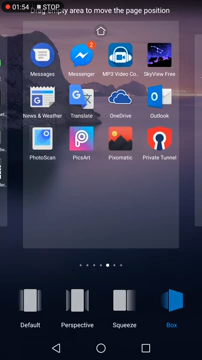 01:54 STOP
Drag empty area to move the page position
Messages Messenger MP3 Video Co.. SkyView Free
2
News & Weather Translate OneDrive Outlook
PhotoScan PicsArt Pixomatic Private Tunnel
Default Perspective Squeeze Box